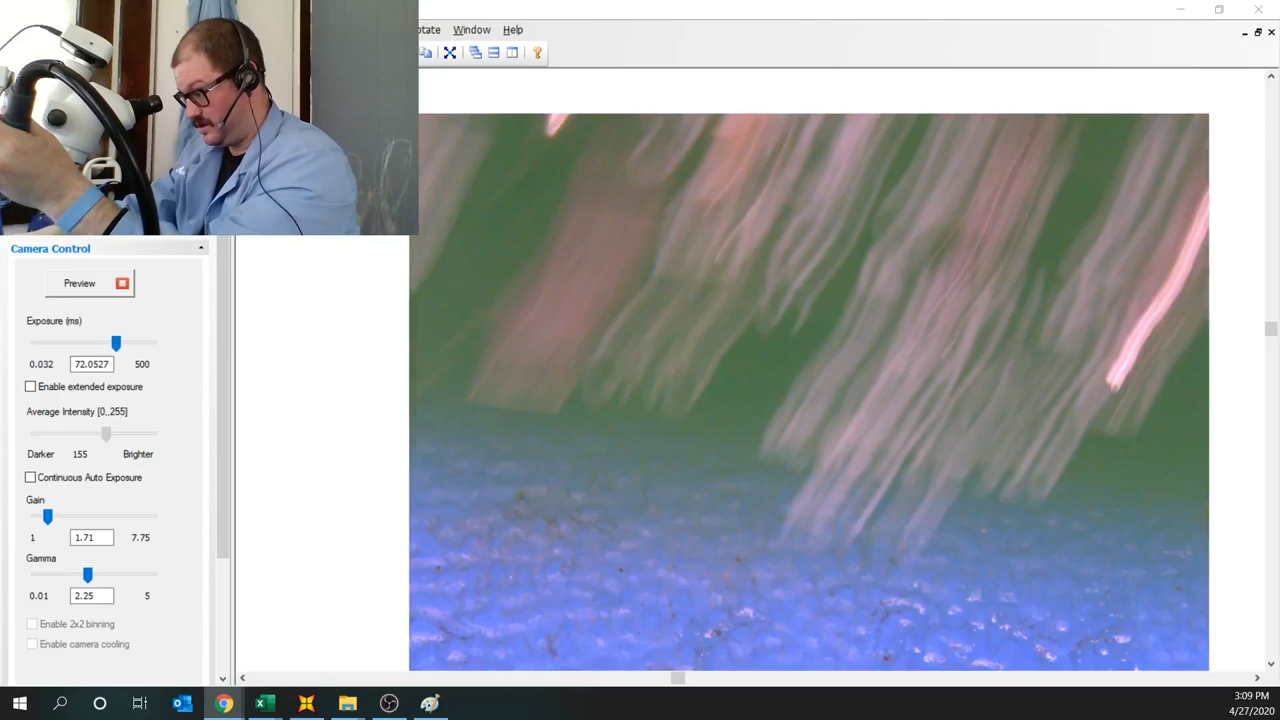 Window Help
Camera Control
Preview
Exposure (ms)
0.032 72.0527 500
Enable extended exposure
Average Intensity [0,,255]
Darker 155 Brighter
Continuous Auto Exposure
Gain
1 1.71 7.75
Gamma
0.01 2.25 5
Enable 2x2 binning
Enable camera cooling
3:09 PM
4/27/2020